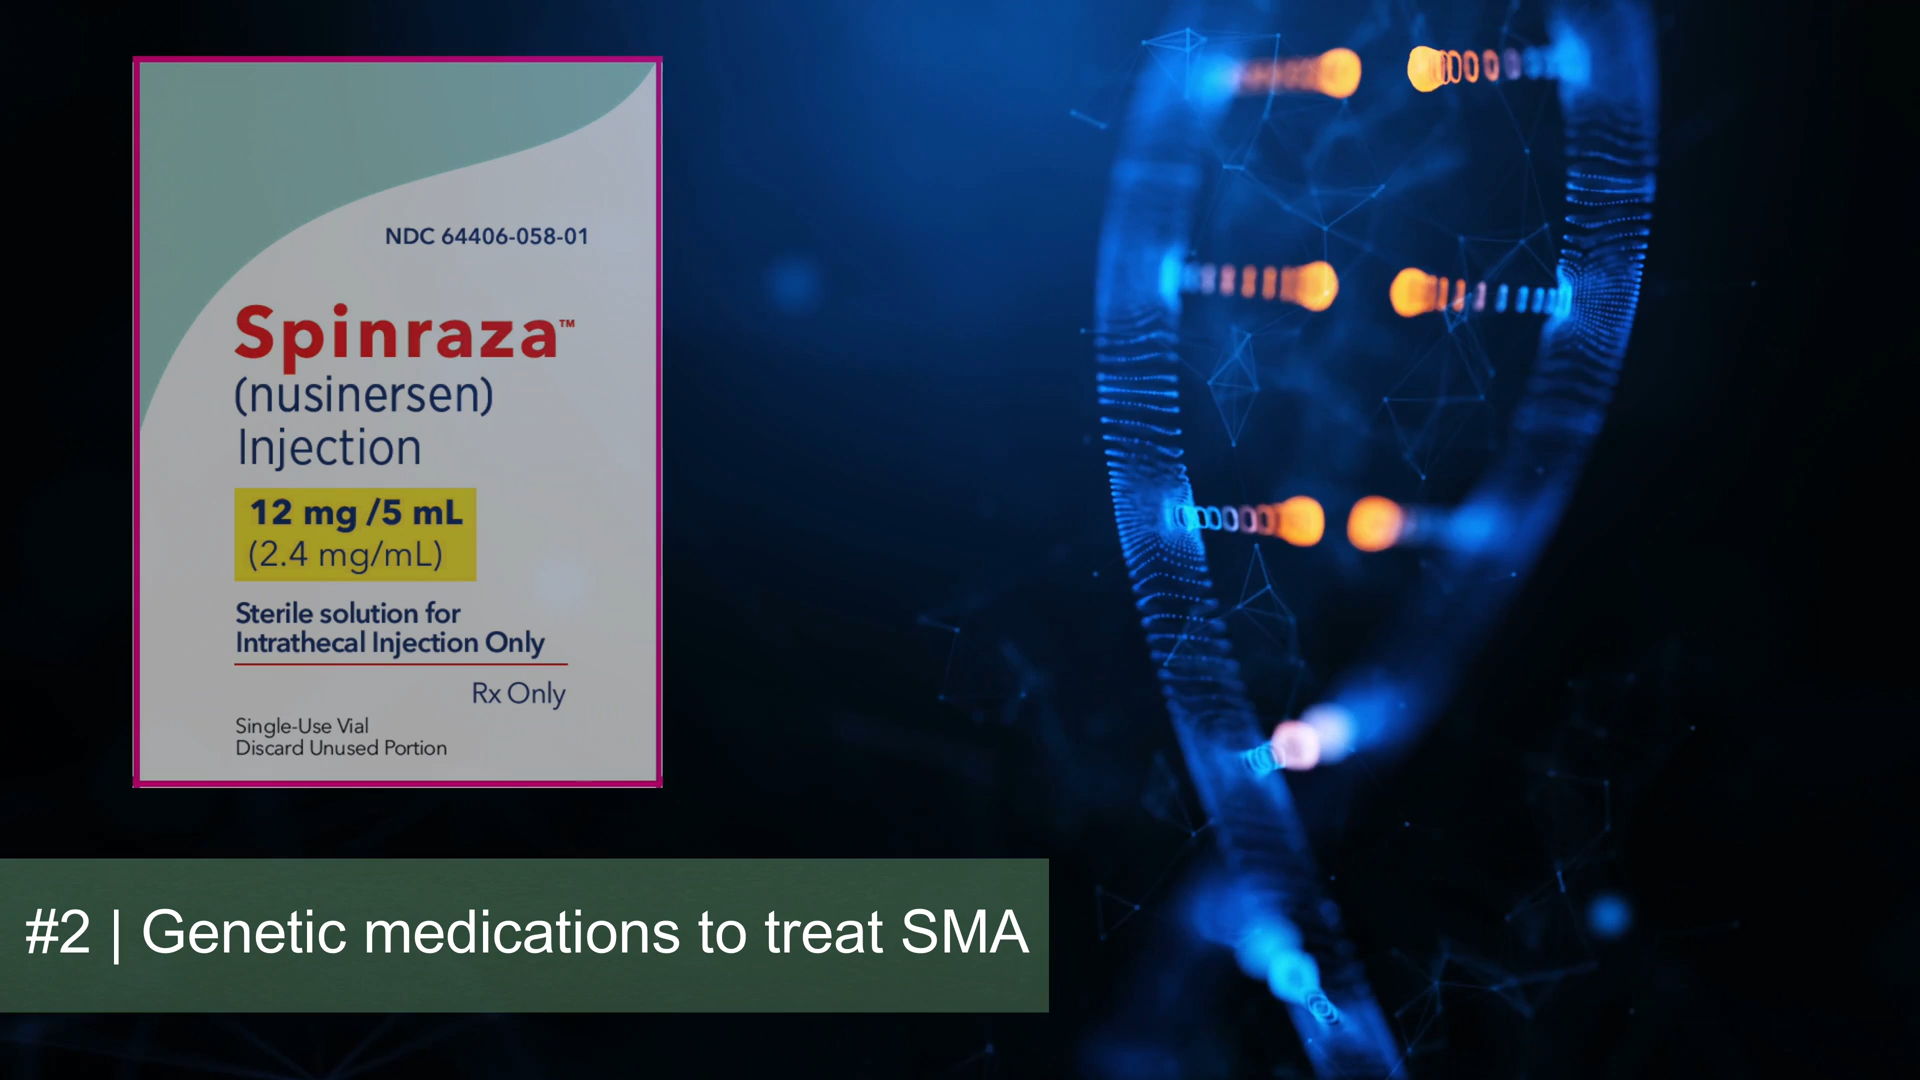 NDC 64406-058-01
Spinraza™
(nusinersen)
Injection
12 mg /5 mL
(2.4 mg/mL)
Sterile solution for
Intrathecal Injection Only
Rx Only
Single-Use Vial
Discard Unused Portion
#2 | Genetic medications to treat SMA